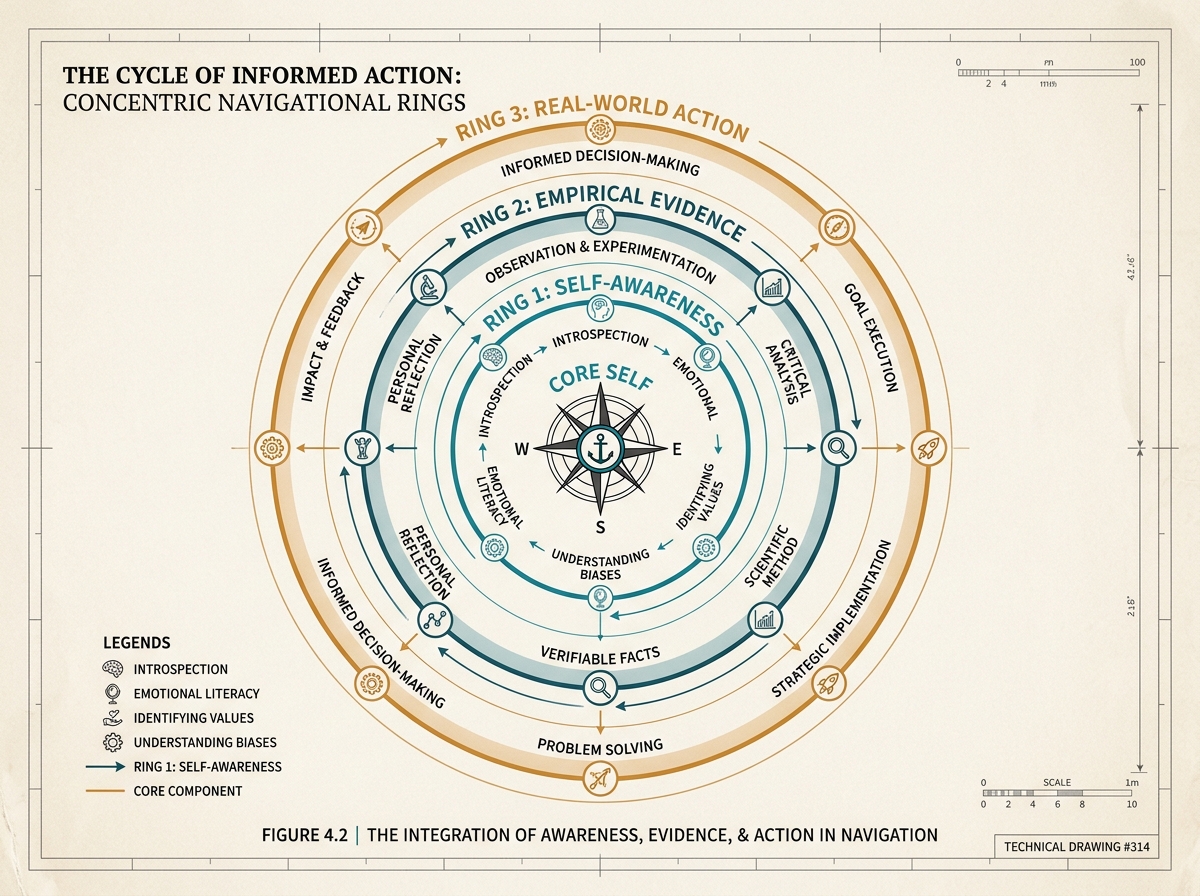 THE CYCLE OF INFORMED ACTION:
CONCENTRIC NAVIGATIONAL RINGS
0
100
2 4
RING 3: REAL-WORLD ACTION
INFORMED DECISION-MAKING
RING 2: EMPIRICAL EVIDENCE
OBSERVATION & EXPERIMENTATION
RING 1: SELF-AWARENESS
INTROSPECTION
INTROSPECTION
EMOTIONAL
CORE SELF
W
E
S
IMPACT & FEEDBACK
PERSONAL
REFLECTION
CRITICAL
ANALYSIS
GOAL EXECUTION
EMOTIONAL
LITERACY
IDENTIFYING
VALUES
UNDERSTANDING
BIASES
PERSONAL
REFLECTION
SCIENTIFIC
METHOD
INFORMED DECISION-MAKING
STRATEGIC IMPLEMENTATION
VERIFIABLE FACTS
PROBLEM SOLVING
LEGENDS
INTROSPECTION
EMOTIONAL LITERACY
IDENTIFYING VALUES
UNDERSTANDING BIASES
RING 1: SELF-AWARENESS
CORE COMPONENT
2.16"
0 SCALE 1m
0 2 4 6 8 10
FIGURE 4.2 | THE INTEGRATION OF AWARENESS, EVIDENCE, & ACTION IN NAVIGATION
TECHNICAL DRAWING #314